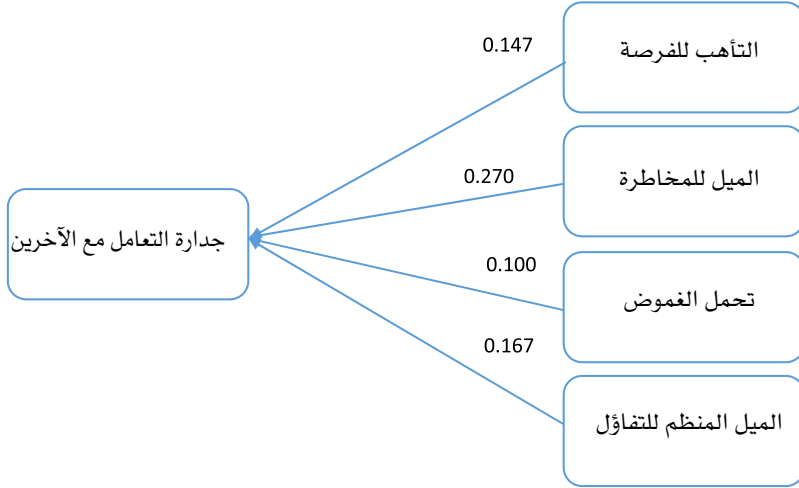 التأهب للفرصة
0.147
الميل للمخاطرة
0.270
جدارة التعامل مع الآخرين
تحمل الغموض
0.100
الميل المنظم للتفاؤل
0.167